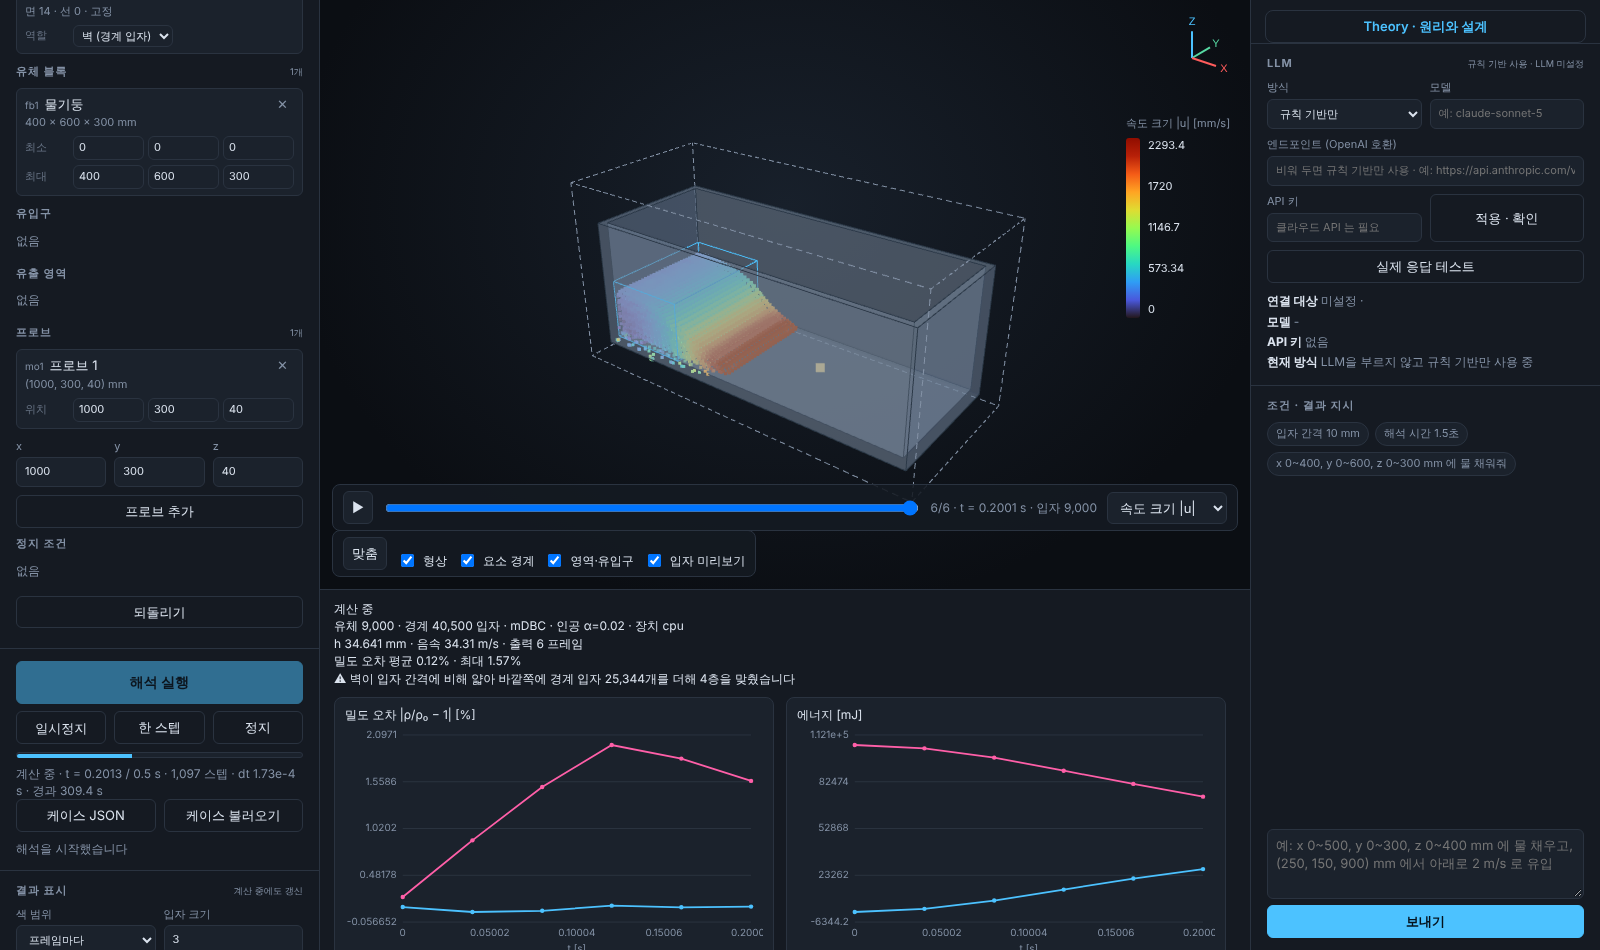 면 14 · 선 0 · 고정
역할 벽 (경계 입자)
유체 블록 1개
fb1 물기둥 ✕
400 × 600 × 300 mm
최소 0 0 0
최대 400 600 300
유입구
없음
유출 영역
없음
프로브 1개
mo1 프로브 1 ✕
(1000, 300, 40) mm
위치 1000 300 40
x y z
1000 300 40
프로브 추가
정지 조건
없음
되돌리기
해석 실행
일시정지 한 스텝 정지
계산 중 · t = 0.2013 / 0.5 s · 1,097 스텝 · dt 1.73e-4
s · 경과 309.4 s
케이스 JSON 케이스 불러오기
해석을 시작했습니다
결과 표시 계산 중에도 갱신
색 범위 입자 크기
프레임마다 3
Z
Y
X
속도 크기 |u| [mm/s]
2293.4
1720
1146.7
573.34
0
6/6 · t = 0.2001 s · 입자 9,000 속도 크기 |u|
맞춤 형상 요소 경계 영역·유입구 입자 미리보기
계산 중
유체 9,000 · 경계 40,500 입자 · mDBC · 인공 α=0.02 · 장치 cpu
h 34.641 mm · 음속 34.31 m/s · 출력 6 프레임
밀도 오차 평균 0.12% · 최대 1.57%
⚠ 벽이 입자 간격에 비해 얇아 바깥쪽에 경계 입자 25,344개를 더해 4층을 맞췄습니다
밀도 오차 |ρ/ρ₀ − 1| [%]
2.0971
1.5586
1.0202
0.48178
-0.056652
0 0.05002 0.10004 0.15006 0.2000
t [s]
에너지 [mJ]
1.121e+5
82474
52868
23262
-6344.2
0 0.05002 0.10004 0.15006 0.2000
t [s]
Theory · 원리와 설계
LLM 규칙 기반 사용 · LLM 미설정
방식 모델
규칙 기반만 예: claude-sonnet-5
엔드포인트 (OpenAI 호환)
비워 두면 규칙 기반만 사용 · 예: https://api.anthropic.com/v
API 키
클라우드 API 는 필요 적용 · 확인
실제 응답 테스트
연결 대상 미설정 ·
모델 -
API 키 없음
현재 방식 LLM을 부르지 않고 규칙 기반만 사용 중
조건 · 결과 지시
입자 간격 10 mm 해석 시간 1.5초
x 0~400, y 0~600, z 0~300 mm 에 물 채워줘
예: x 0~500, y 0~300, z 0~400 mm 에 물 채우고,
(250, 150, 900) mm 에서 아래로 2 m/s 로 유입
보내기